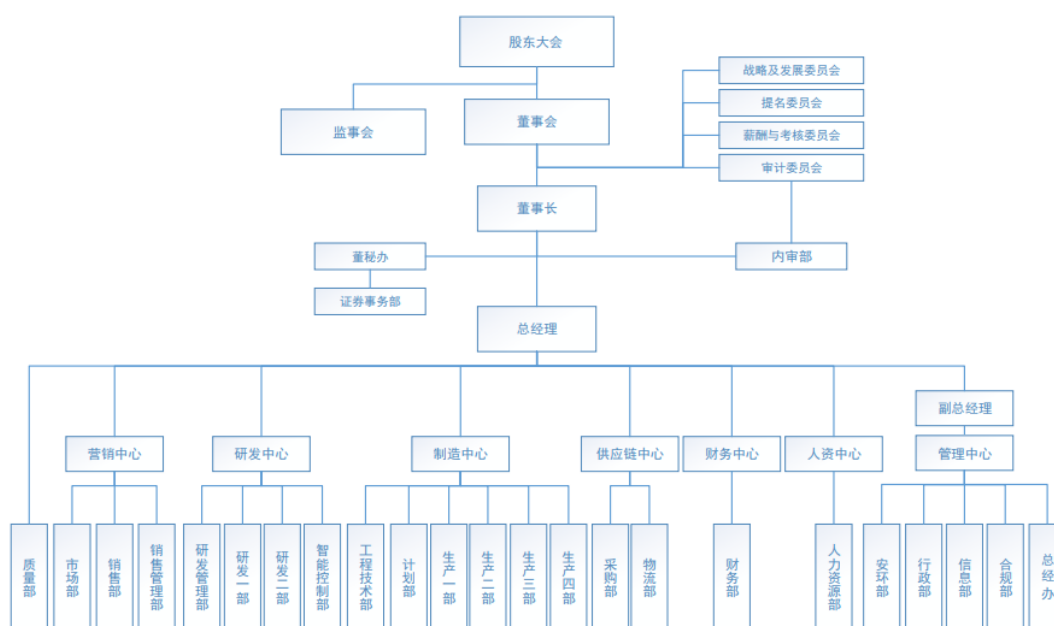 股东大会
战略及发展委员会
提名委员会
监事会
董事会
薪酬与考核委员会
审计委员会
董事长
董秘办
内审部
证券事务部
总经理
副总经理
营销中心
研发中心
制造中心
供应链中心
财务中心
人资中心
管理中心
质量部
市场部
销售部
销售管理部
研发管理部
研发一部
研发二部
智能控制部
工程技术部
计划部
生产一部
生产二部
生产三部
生产四部
采购部
物流部
财务部
人力资源部
安环部
行政部
信息部
合规部
总经办